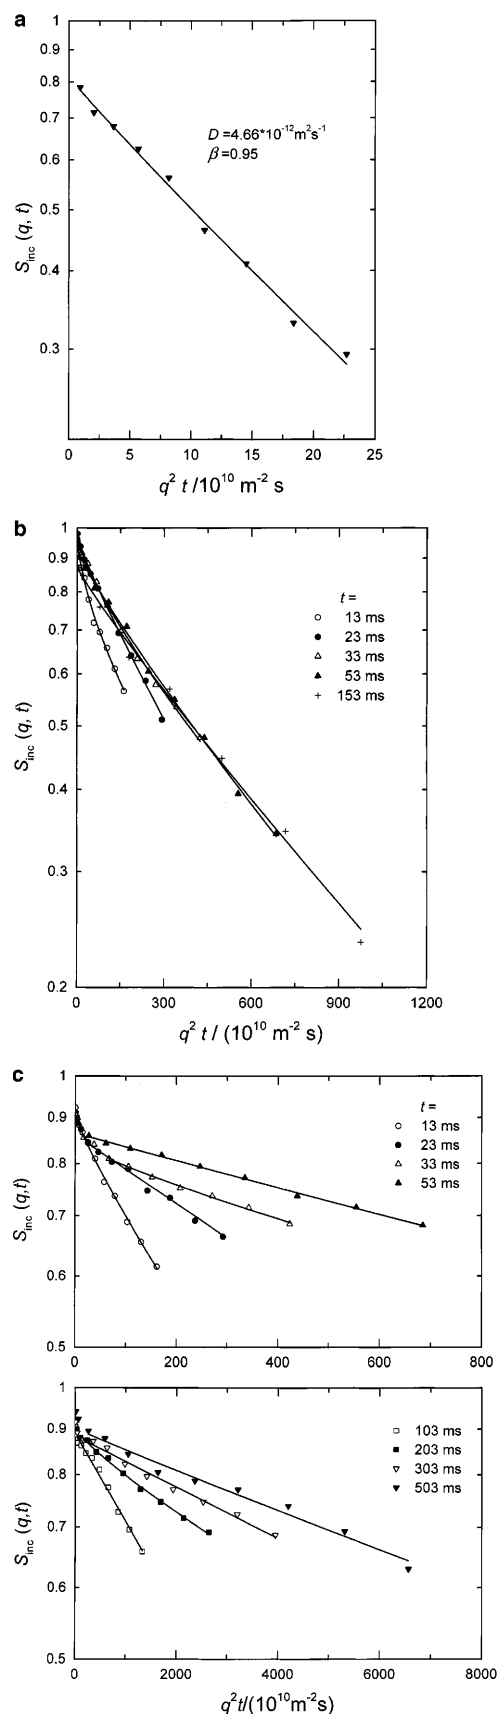 a
1
0.9
0.8
0.7
0.6
0.5
0.4
0.3
S_inc (q, t)
D =4.66*10^-12 m^2 s^-1
β =0.95
0 5 10 15 20 25
q^2 t /10^10 m^-2 s
b
1
0.9
0.8
0.7
0.6
0.5
0.4
0.3
0.2
S_inc (q, t)
t =
13 ms
23 ms
33 ms
53 ms
153 ms
0 300 600 900 1200
q^2 t / (10^10 m^-2 s)
c
1
0.9
0.8
0.7
0.6
0.5
S_inc (q,t)
t =
13 ms
23 ms
33 ms
53 ms
0 200 400 600 800
1
0.9
0.8
0.7
0.6
0.5
S_inc (q,t)
103 ms
203 ms
303 ms
503 ms
0 2000 4000 6000 8000
q^2t/(10^10 m^-2 s)